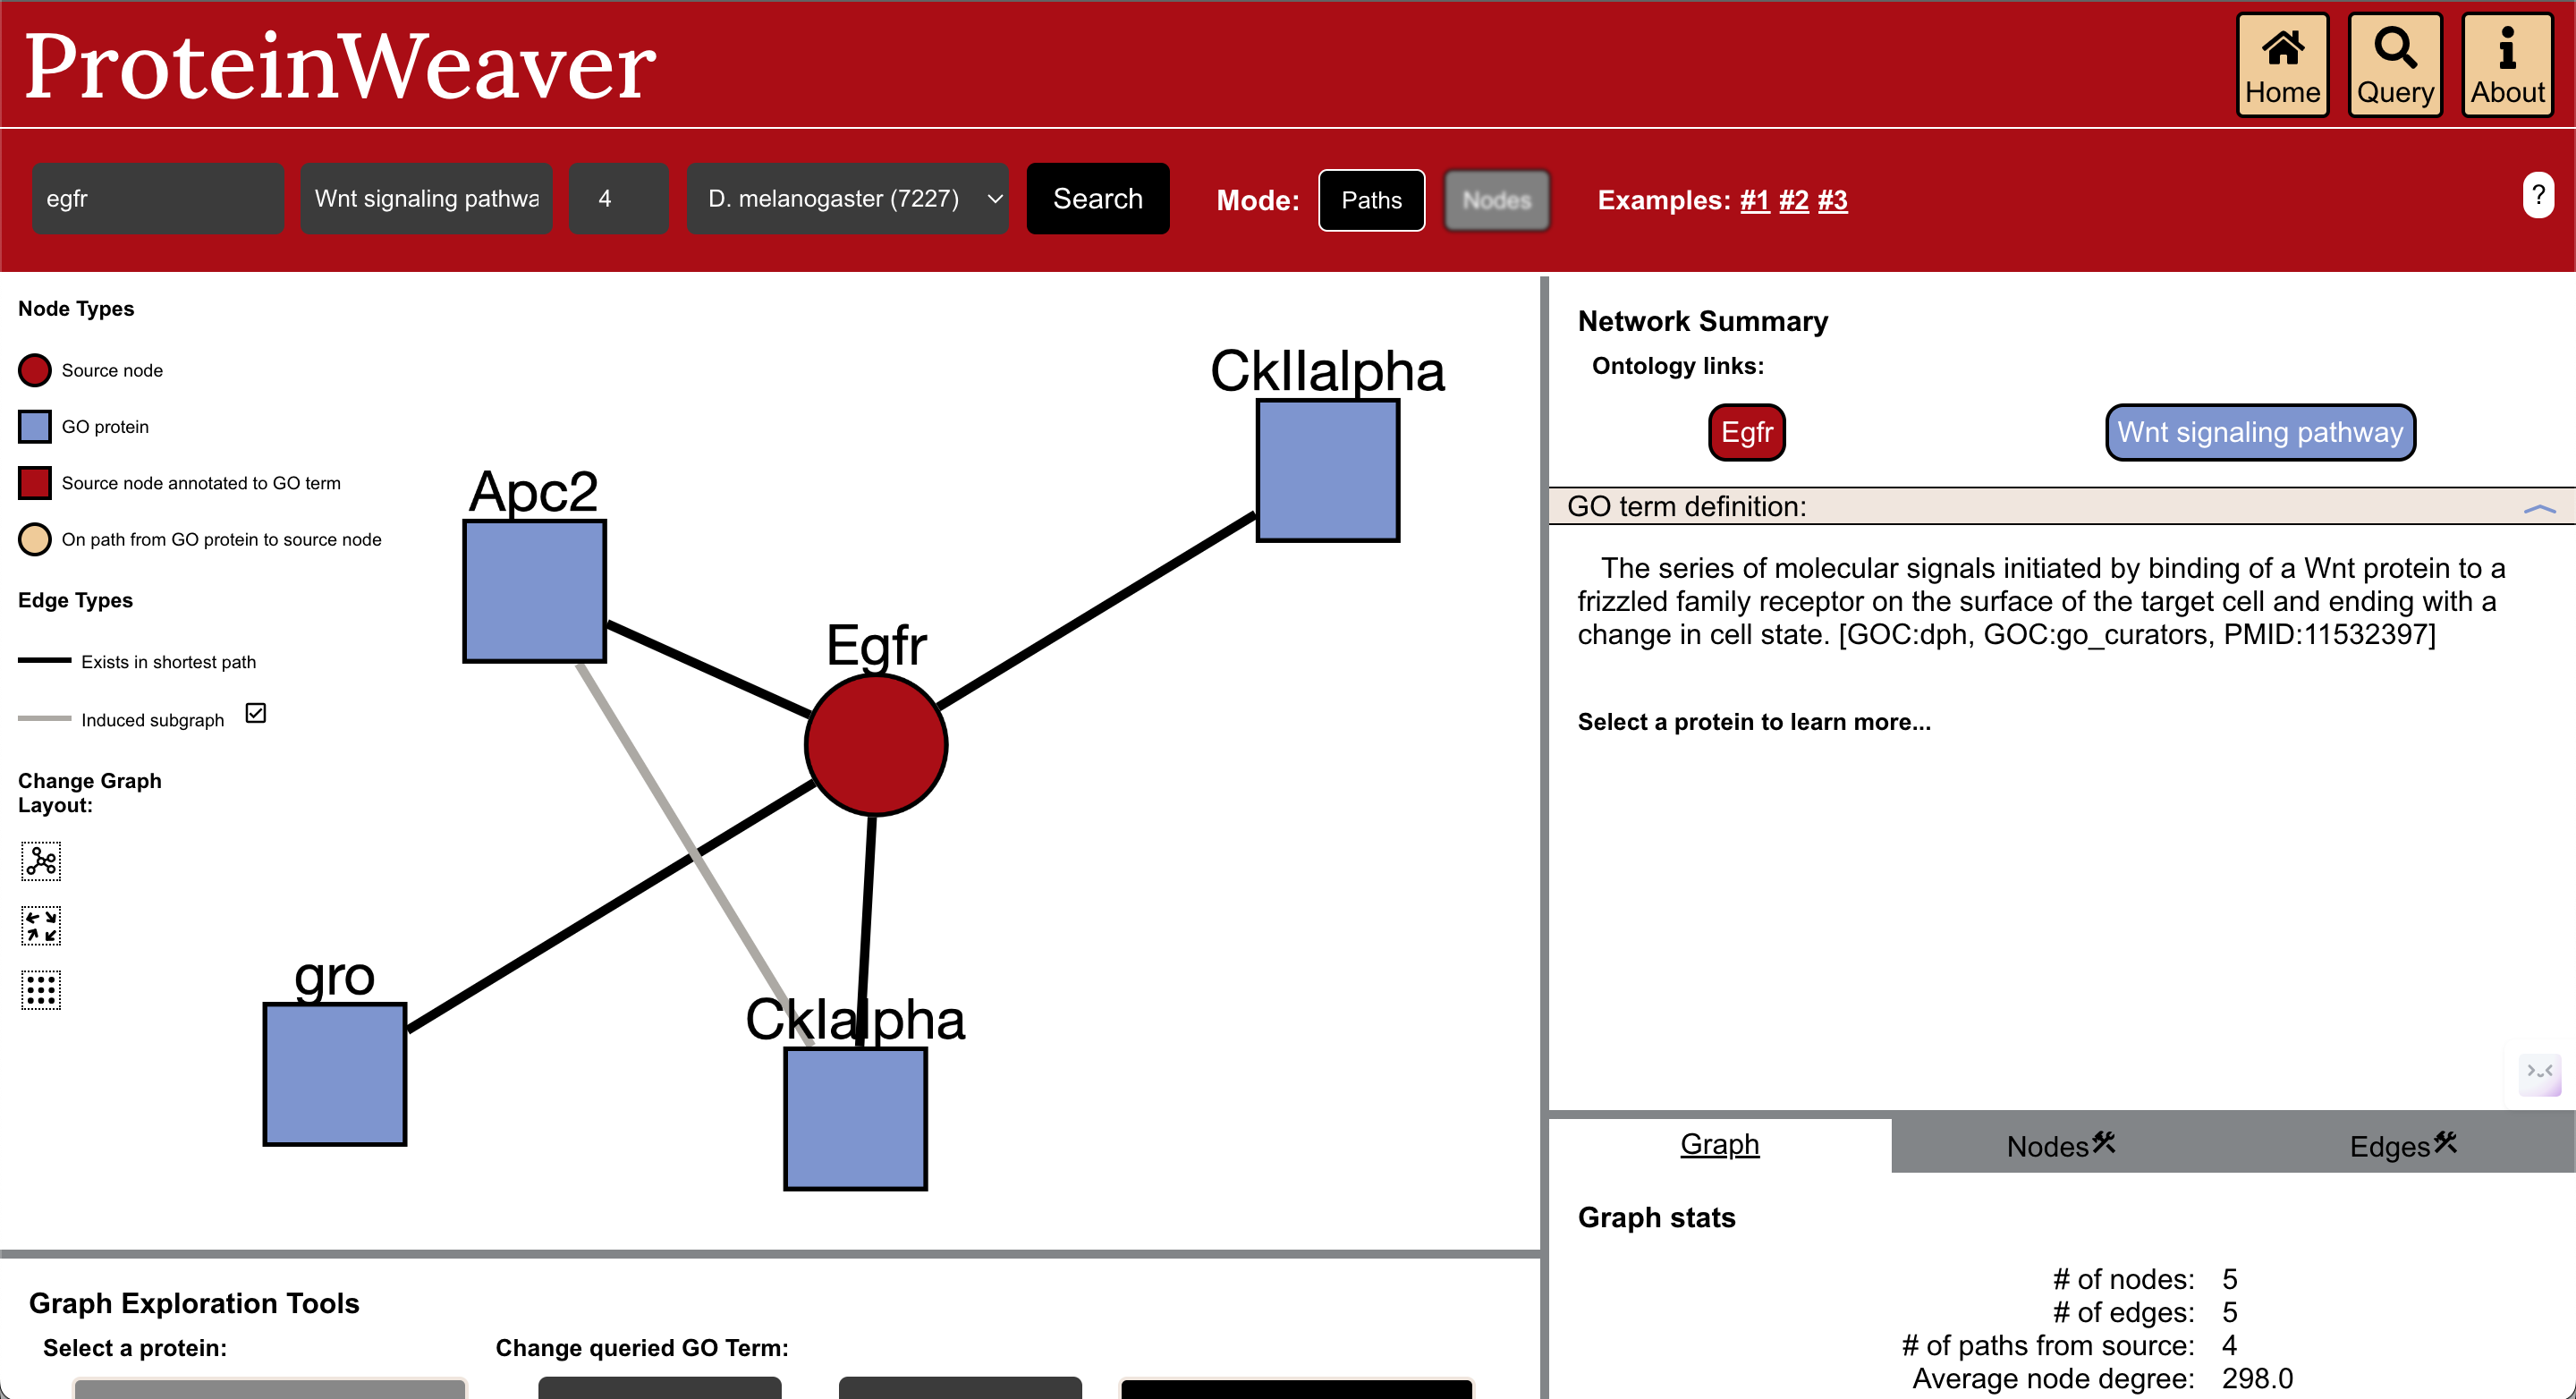 ProteinWeaver
Home
Query
About
egfr
Wnt signaling pathwa
4
D. melanogaster (7227)
Search
Mode:
Paths
Nodes
Examples: #1 #2 #3
?
Node Types
Source node
GO protein
Source node annotated to GO term
On path from GO protein to source node
Edge Types
Exists in shortest path
Induced subgraph
Change Graph
Layout:
CkIIalpha
Apc2
Egfr
gro
CkIalpha
Network Summary
Ontology links:
Egfr
Wnt signaling pathway
GO term definition:
The series of molecular signals initiated by binding of a Wnt protein to a
frizzled family receptor on the surface of the target cell and ending with a
change in cell state. [GOC:dph, GOC:go_curators, PMID:11532397]
Select a protein to learn more...
Graph
Nodes
Edges
Graph stats
# of nodes: 5
# of edges: 5
# of paths from source: 4
Average node degree: 298.0
Graph Exploration Tools
Select a protein:
Change queried GO Term: